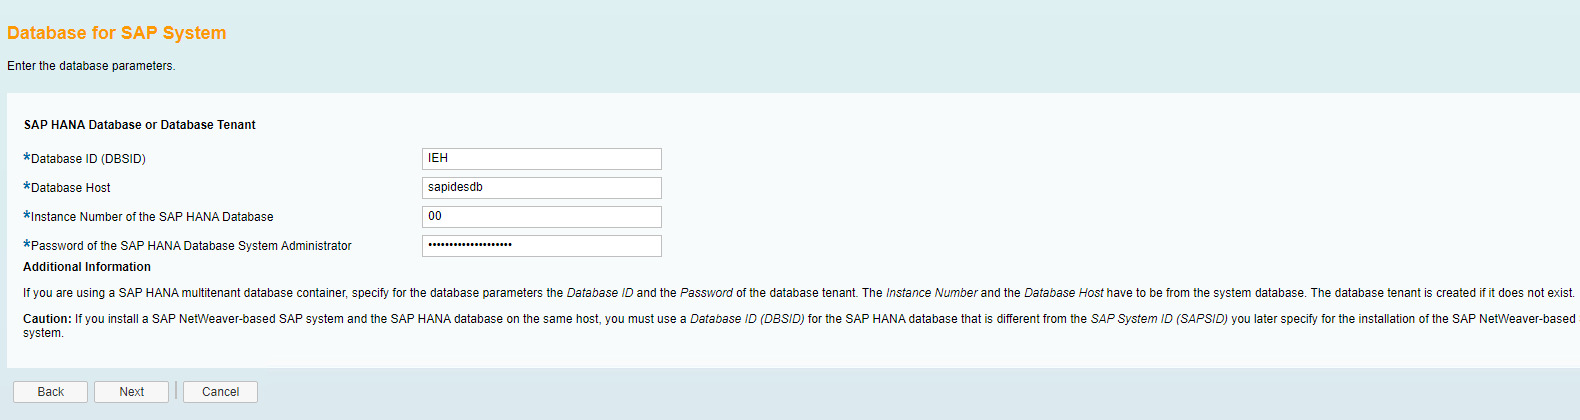 Database for SAP System
Enter the database parameters.
SAP HANA Database or Database Tenant
*Database ID (DBSID) IEH
*Database Host sapidesdb
*Instance Number of the SAP HANA Database 00
*Password of the SAP HANA Database System Administrator ••••••••••••••••••••
Additional Information
If you are using a SAP HANA multitenant database container, specify for the database parameters the Database ID and the Password of the database tenant. The Instance Number and the Database Host have to be from the system database. The database tenant is created if it does not exist.
Caution: If you install a SAP NetWeaver-based SAP system and the SAP HANA database on the same host, you must use a Database ID (DBSID) for the SAP HANA database that is different from the SAP System ID (SAPSID) you later specify for the installation of the SAP NetWeaver-based
system.
Back Next Cancel